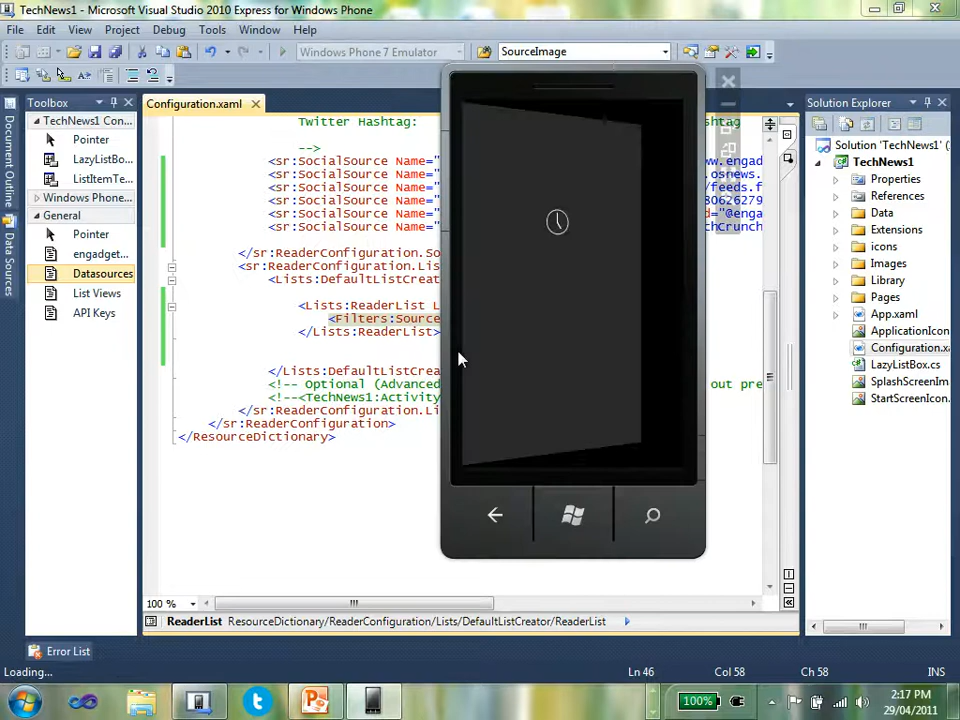 TechNews1 - Microsoft Visual Studio 2010 Express for Windows Phone
File Edit View Project Debug Tools Window Help
Windows Phone 7 Emulator SourceImage
Toolbox
Configuration.xaml
Solution Explorer
Document Outline
Data Sources
TechNews1 Con...
Pointer
LazyListBo...
ListItemTe...
Windows Phone...
General
Pointer
engadget...
Datasources
List Views
API Keys
Twitter Hashtag:
-->
<sr:SocialSource Name="
<sr:SocialSource Name="
<sr:SocialSource Name="
<sr:SocialSource Name="
<sr:SocialSource Name="
<sr:SocialSource Name="
</sr:ReaderConfiguration.So
<sr:ReaderConfiguration.Lis
<Lists:DefaultListCreat
<Lists:ReaderList L
<Filters:Source
</Lists:ReaderList>
</Lists:DefaultListCrea
<!-- Optional (Advanced
out pre
<!--<TechNews1:Activity
</sr:ReaderConfiguration.Li
</sr:ReaderConfiguration>
</ResourceDictionary>
Solution 'TechNews1'
TechNews1
Properties
References
Data
Extensions
icons
Images
Library
Pages
App.xaml
ApplicationIcon
Configuration.xa
LazyListBox.cs
SplashScreenIm
StartScreenIcon.
100 %
ReaderList ResourceDictionary/ReaderConfiguration/Lists/DefaultListCreator/ReaderList
Error List
Loading...
Ln 46 Col 58 Ch 58 INS
100%
2:17 PM
29/04/2011